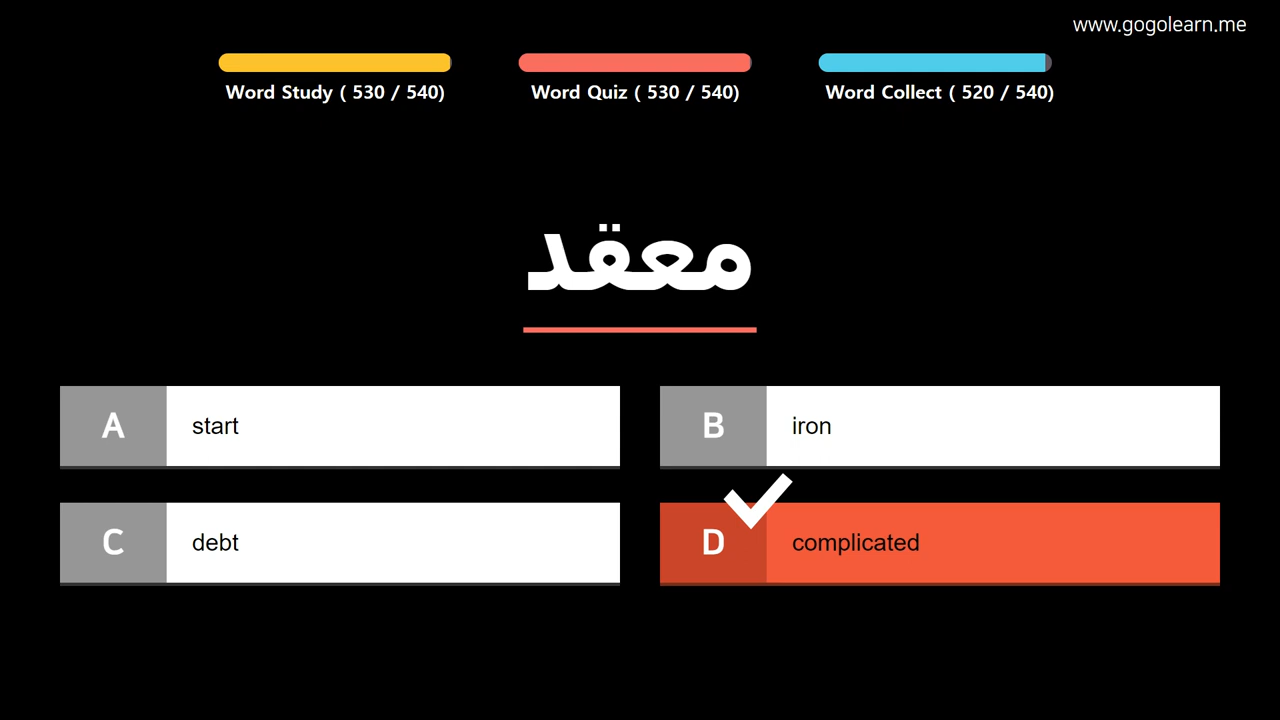 www.gogolearn.me
Word Study ( 530 / 540)
Word Quiz ( 530 / 540)
Word Collect ( 520 / 540)
معقد
A start
B iron
C debt
D complicated